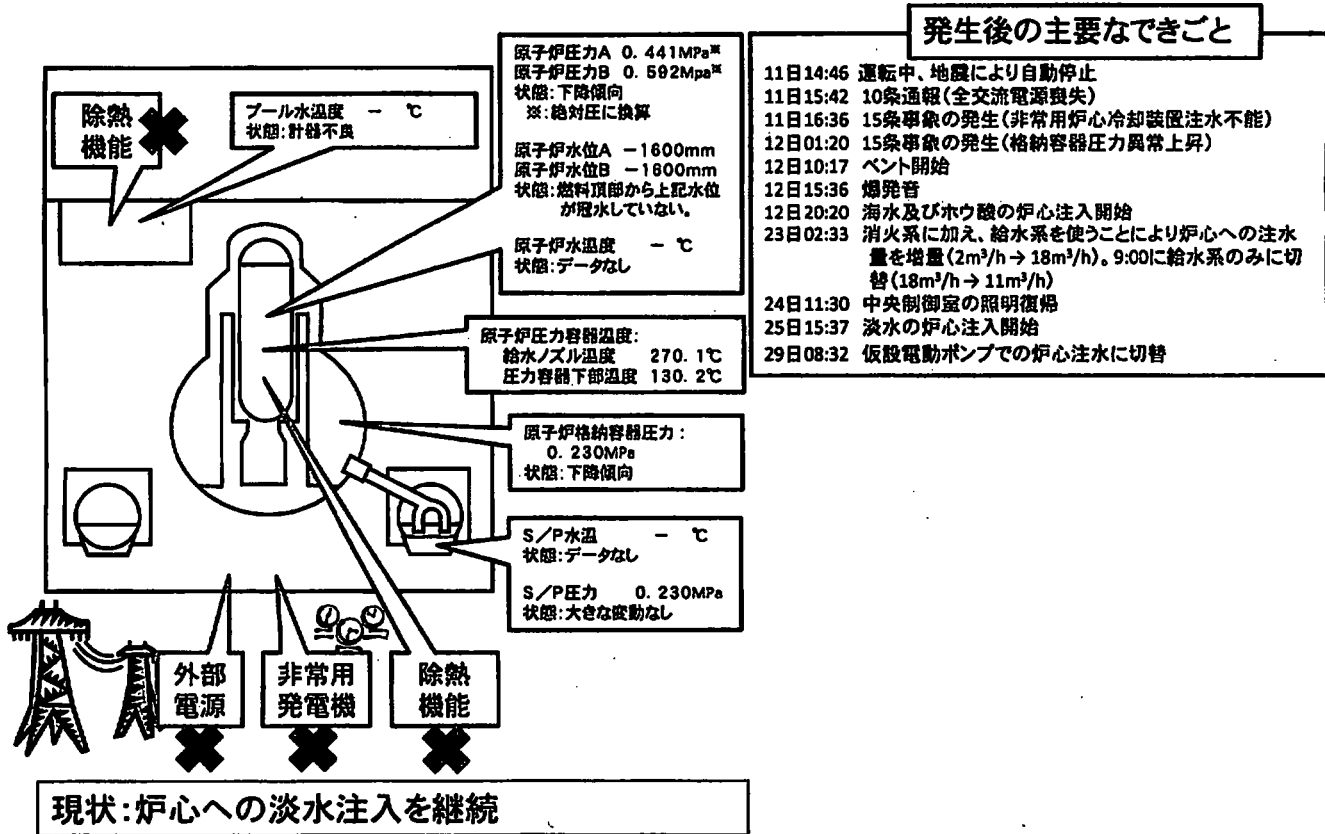 発生後の主要なできごと
11日14:46 運転中、地震により自動停止
11日15:42 10条通報(全交流電源喪失)
11日16:36 15条事象の発生(非常用炉心冷却装置注水不能)
12日01:20 15条事象の発生(格納容器圧力異常上昇)
12日10:17 ベント開始
12日15:36 爆発音
12日20:20 海水及びホウ酸の炉心注入開始
23日02:33 消火系に加え、給水系を使うことにより炉心への注水
量を増量(2m³/h→18m³/h)。9:00に給水系のみに切
替(18m³/h→11m³/h)
24日11:30 中央制御室の照明復帰
25日15:37 淡水の炉心注入開始
29日08:32 仮設電動ポンプでの炉心注水に切替
除熱
機能
プール水温度 - ℃
状態:計器不良
原子炉圧力A 0.441MPa※
原子炉圧力B 0.592Mpa※
状態:下降傾向
※:絶対圧に換算
原子炉水位A -1600mm
原子炉水位B -1600mm
状態:燃料頂部から上記水位
が冠水していない。
原子炉水温度 - ℃
状態:データなし
原子炉圧力容器温度:
給水ノズル温度 270.1℃
圧力容器下部温度 130.2℃
原子炉格納容器圧力:
0.230MPa
状態:下降傾向
S/P水温 - ℃
状態:データなし
S/P圧力 0.230MPa
状態:大きな変動なし
外部
電源
非常用
発電機
除熱
機能
現状:炉心への淡水注入を継続